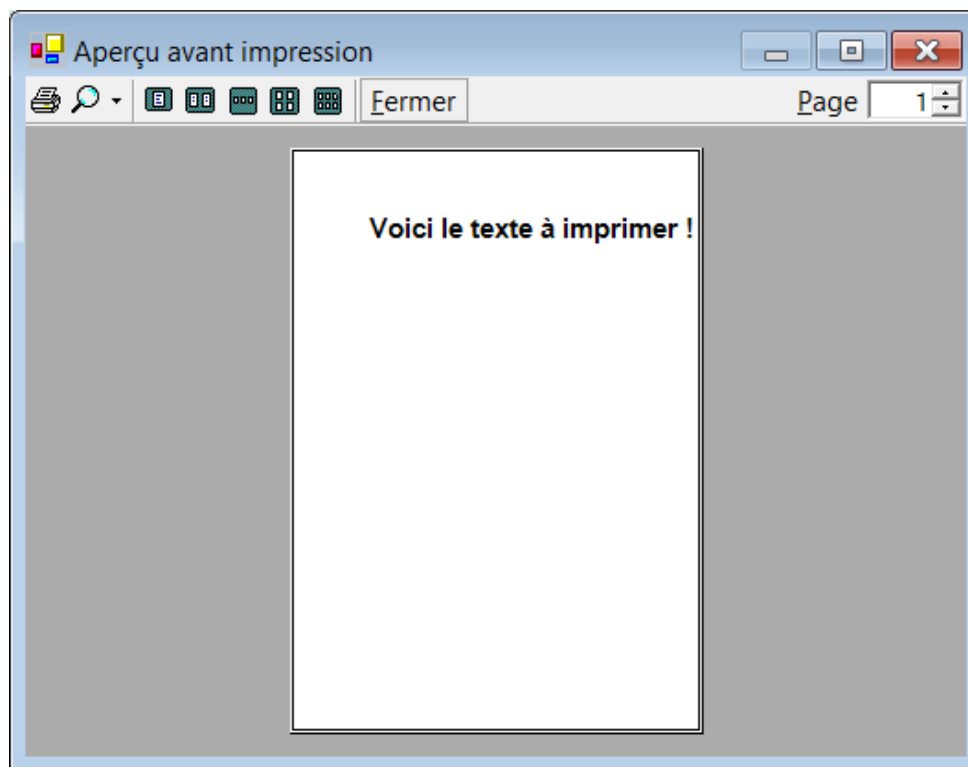 Aperçu avant impression
Fermer Page 1
Voici le texte à imprimer !